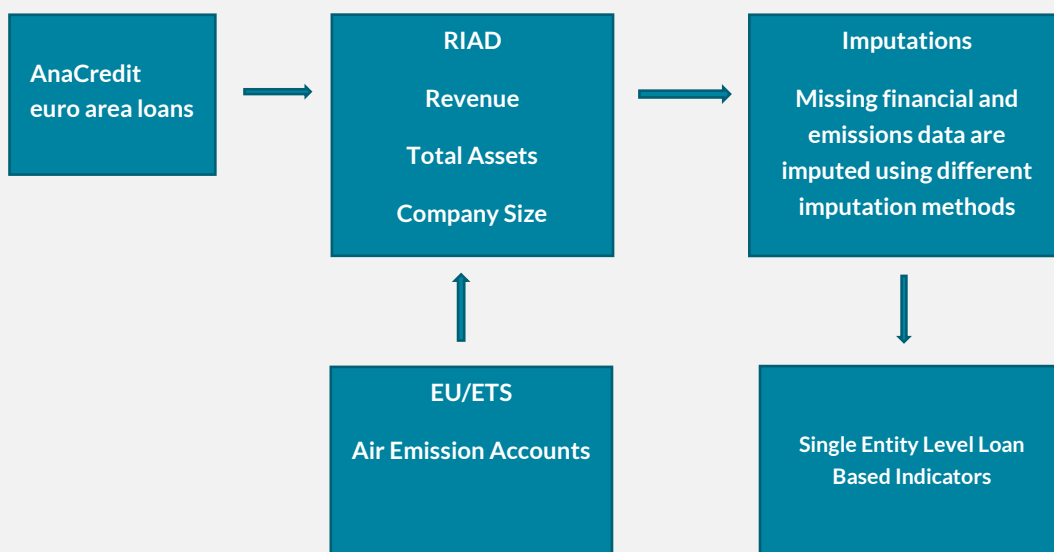 AnaCredit
euro area loans
RIAD
Revenue
Total Assets
Company Size
Imputations
Missing financial and
emissions data are
imputed using different
imputation methods
EU/ETS
Air Emission Accounts
Single Entity Level Loan
Based Indicators